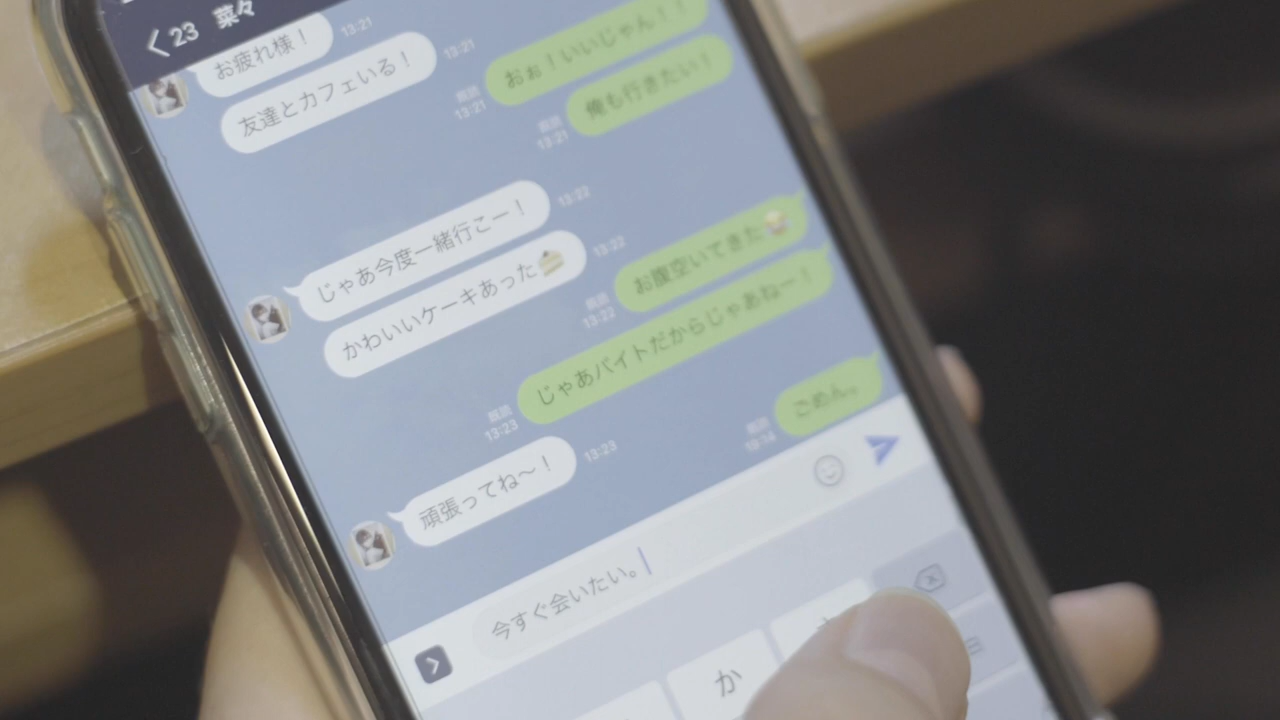 23 菜々
お疲れ様！
13:21
友達とカフェいる！
13:21
おぉ！いいじゃん！！
既読
13:21
俺も行きたい！
既読
13:21
じゃあ今度一緒行こー！
13:22
かわいいケーキあった🍰
13:22
お腹空いてきた
既読
13:22
じゃあバイトだからじゃあねー！
既読
13:23
頑張ってね〜！
13:23
ごめん。
既読
今すぐ会いたい。
か